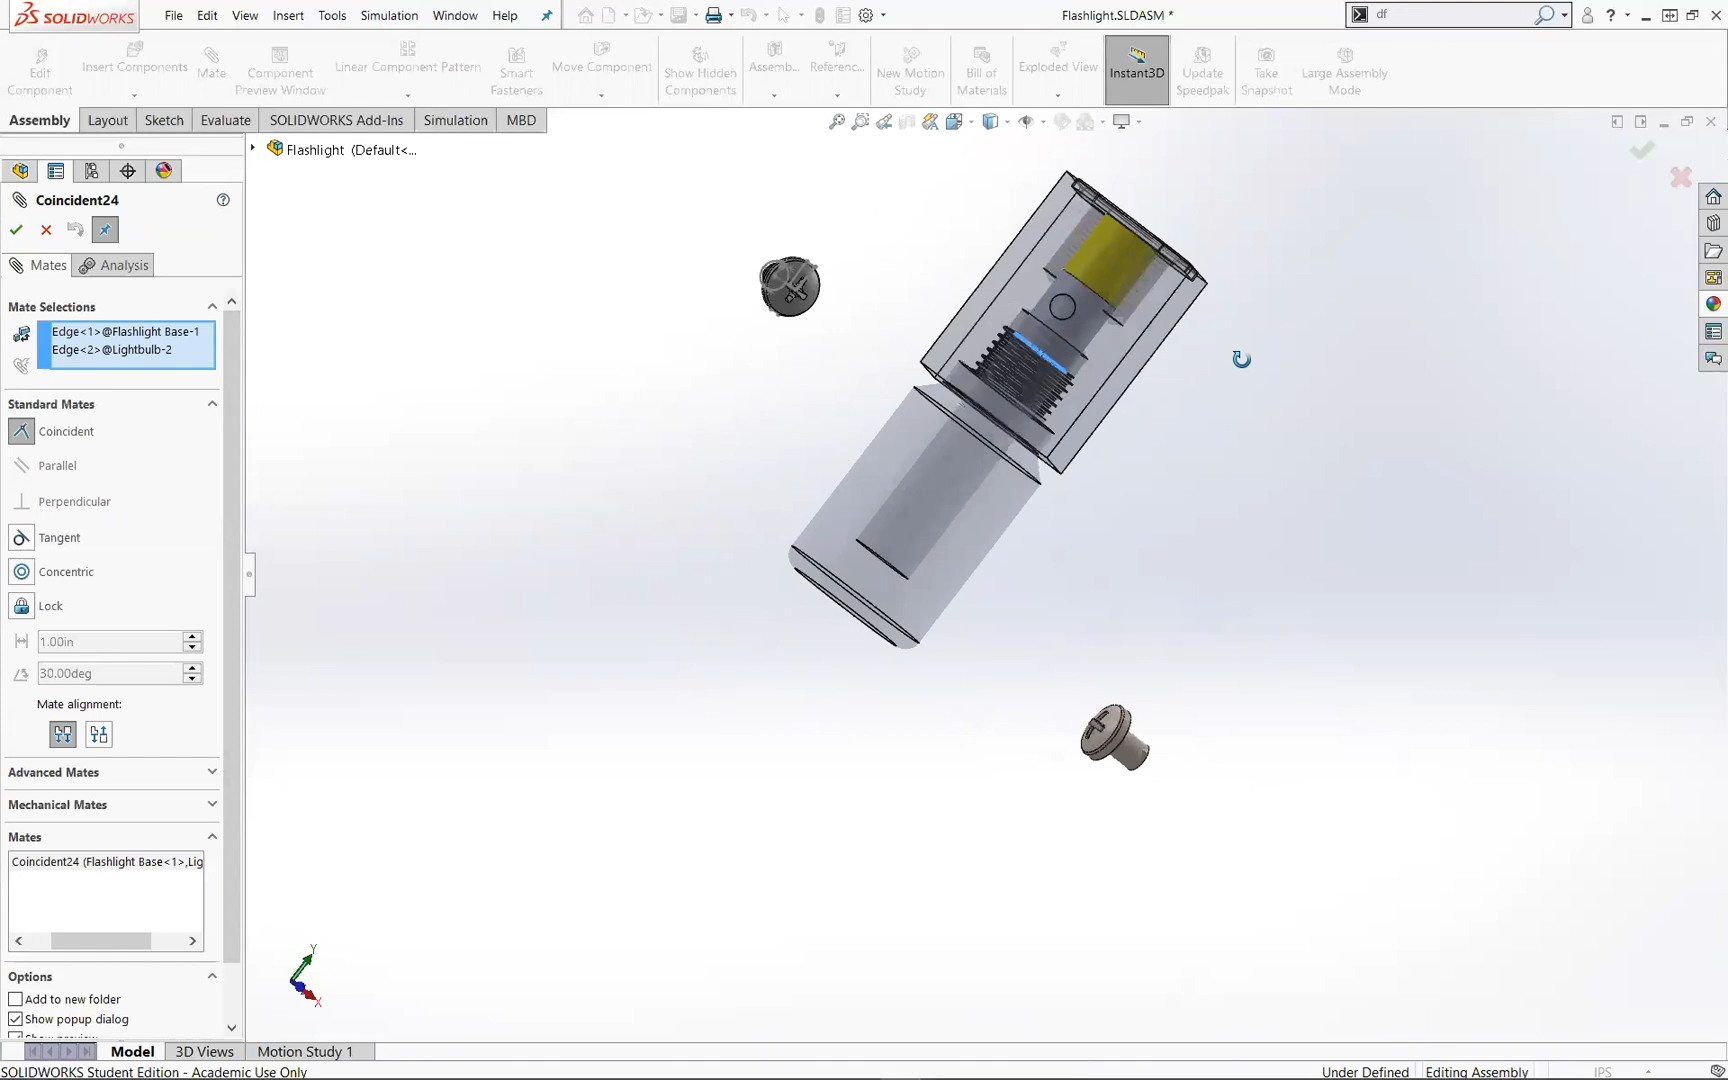 SOLIDWORKS
File Edit View Insert Tools Simulation Window Help
Flashlight.SLDASM *
df
Edit Component
Insert Components
Mate
Component Preview Window
Linear Component Pattern
Smart Fasteners
Move Component
Show Hidden Components
Assemb...
Referenc...
New Motion Study
Bill of Materials
Exploded View
Instant3D
Update Speedpak
Take Snapshot
Large Assembly Mode
Assembly Layout Sketch Evaluate SOLIDWORKS Add-Ins Simulation MBD
Flashlight (Default<...
Coincident24
Mates Analysis
Mate Selections
Edge<1>@Flashlight Base-1
Edge<2>@Lightbulb-2
Standard Mates
Coincident
Parallel
Perpendicular
Tangent
Concentric
Lock
1.00in
30.00deg
Mate alignment:
Advanced Mates
Mechanical Mates
Mates
Coincident24 (Flashlight Base<1>,Lig
Options
Add to new folder
Show popup dialog
Y
X
Model 3D Views Motion Study 1
SOLIDWORKS Student Edition - Academic Use Only
Under Defined Editing Assembly IPS